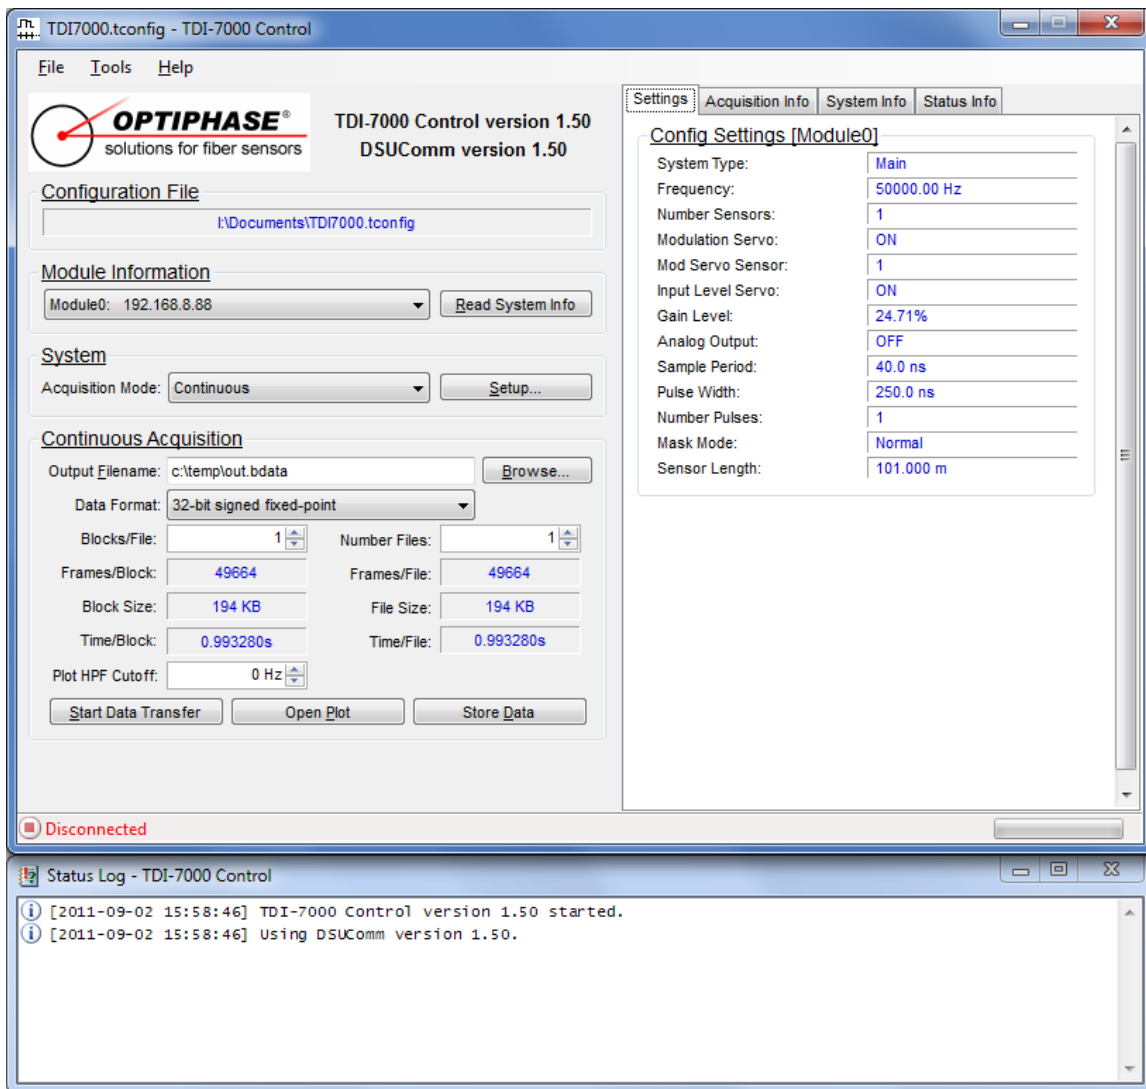 TDI7000.tconfig - TDI-7000 Control
File Tools Help
OPTIPHASE®
solutions for fiber sensors
TDI-7000 Control version 1.50
DSUComm version 1.50
Configuration File
I:\Documents\TDI7000.tconfig
Module Information
Module0: 192.168.8.88
Read System Info
System
Acquisition Mode: Continuous
Setup...
Continuous Acquisition
Output Filename: c:\temp\out.bdata
Browse...
Data Format: 32-bit signed fixed-point
Blocks/File: 1 Number Files: 1
Frames/Block: 49664 Frames/File: 49664
Block Size: 194 KB File Size: 194 KB
Time/Block: 0.993280s Time/File: 0.993280s
Plot HPF Cutoff: 0 Hz
Start Data Transfer Open Plot Store Data
Settings Acquisition Info System Info Status Info
Config Settings [Module0]
System Type: Main
Frequency: 50000.00 Hz
Number Sensors: 1
Modulation Servo: ON
Mod Servo Sensor: 1
Input Level Servo: ON
Gain Level: 24.71%
Analog Output: OFF
Sample Period: 40.0 ns
Pulse Width: 250.0 ns
Number Pulses: 1
Mask Mode: Normal
Sensor Length: 101.000 m
Disconnected
Status Log - TDI-7000 Control
[2011-09-02 15:58:46] TDI-7000 Control version 1.50 started.
[2011-09-02 15:58:46] Using DSUComm version 1.50.